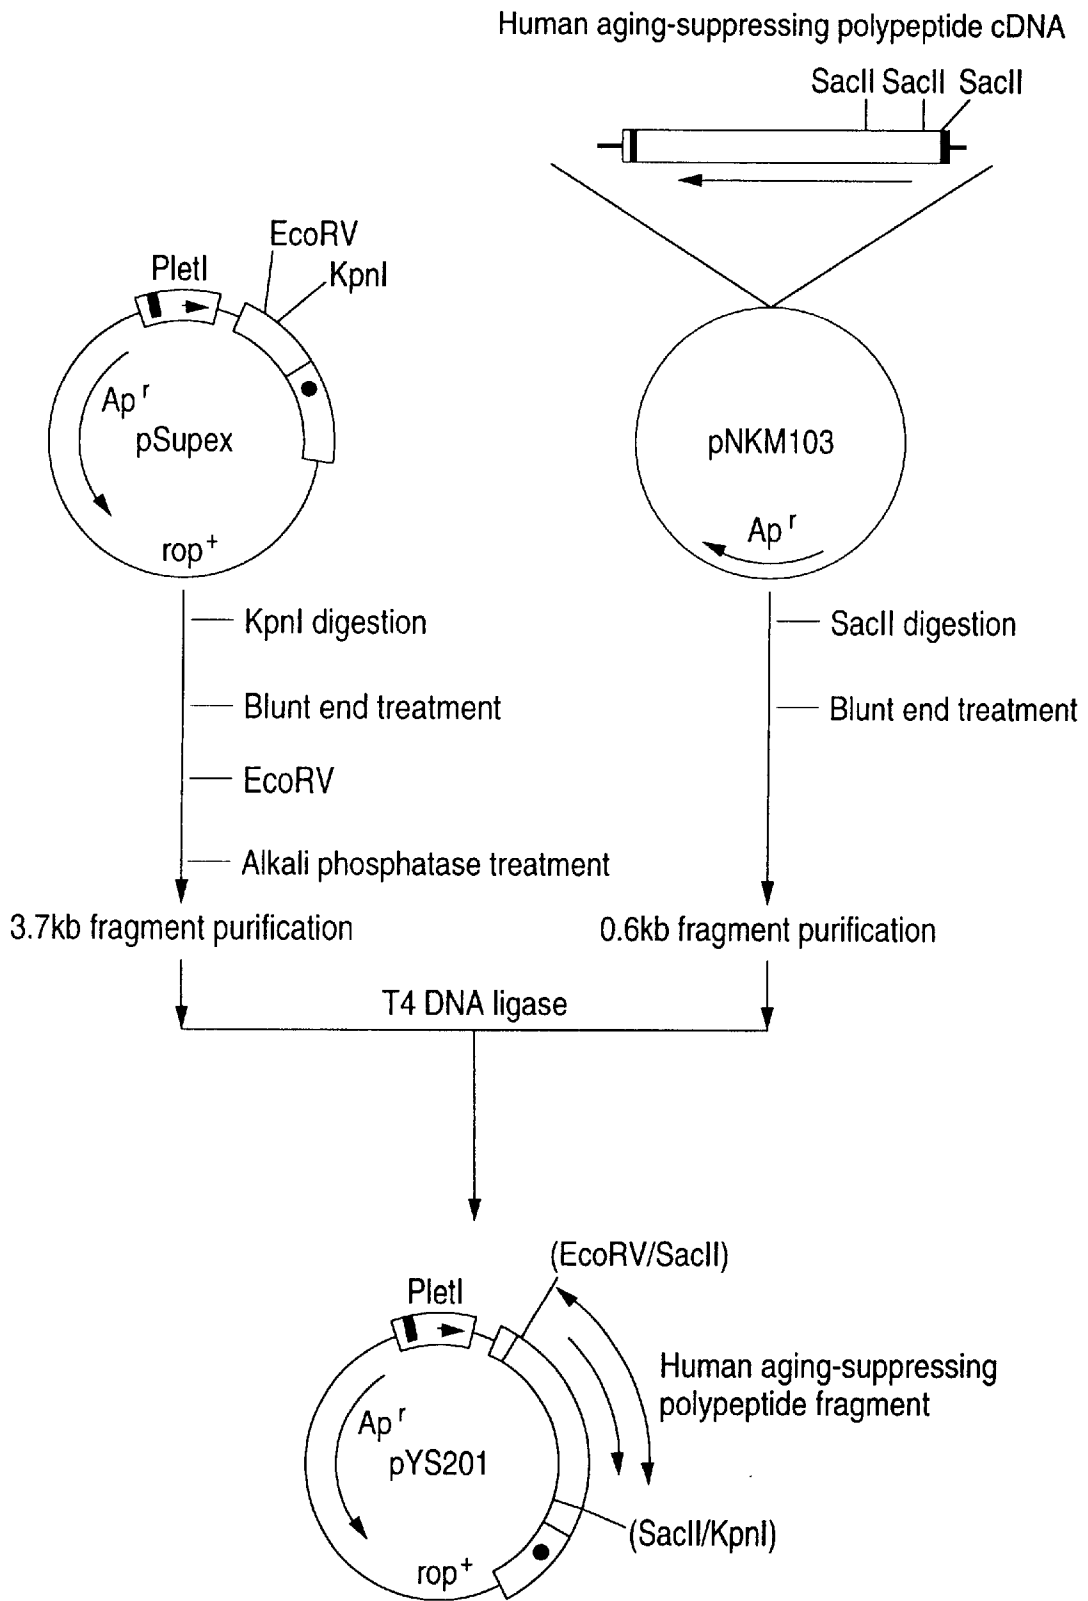 Human aging-suppressing polypeptide cDNA
SacII SacII SacII
EcoRV
PletI
KpnI
Ap r
pSupex
rop+
pNKM103
Ap r
KpnI digestion
SacII digestion
Blunt end treatment
Blunt end treatment
EcoRV
Alkali phosphatase treatment
3.7kb fragment purification
0.6kb fragment purification
T4 DNA ligase
(EcoRV/SacII)
PletI
Human aging-suppressing
polypeptide fragment
Ap r
pYS201
(SacII/KpnI)
rop+